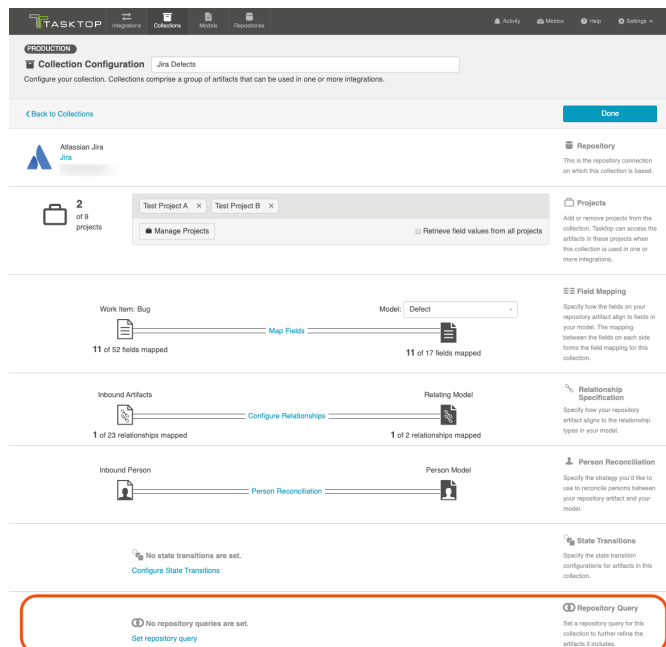 TASKTOP
Integrations
Collections
Models
Repositories
Activity
Metrics
Help
Settings
PRODUCTION
Collection Configuration
Jira Defects
Configure your collection. Collections comprise a group of artifacts that can be used in one or more integrations.
Back to Collections
Done
Atlassian Jira
Jira
Repository
This is the repository connection
on which this collection is based.
2
of 9
projects
Test Project A ×
Test Project B ×
Manage Projects
Retrieve field values from all projects
Projects
Add or remove projects from the
collection. Tasktop can access the
artifacts in these projects when
this collection is used in one or
more integrations.
Work Item: Bug
Map Fields
Model: Defect
11 of 52 fields mapped
11 of 17 fields mapped
Field Mapping
Specify how the fields on your
repository artifact align to fields in
your model. The mapping
between the fields on each side
forms the field mapping for this
collection.
Inbound Artifacts
Configure Relationships
Relating Model
1 of 23 relationships mapped
1 of 2 relationships mapped
Relationship
Specification
Specify how your repository
artifact aligns to the relationship
types in your model.
Inbound Person
Person Reconciliation
Person Model
Person Reconciliation
Specify the strategy you'd like to
use to reconcile persons between
your repository artifact and your
model.
No state transitions are set.
Configure State Transitions
State Transitions
Specify the state transition
configurations for artifacts in this
collection.
No repository queries are set.
Set repository query
Repository Query
Set a repository query for this
collection to further refine the
artifacts it includes.